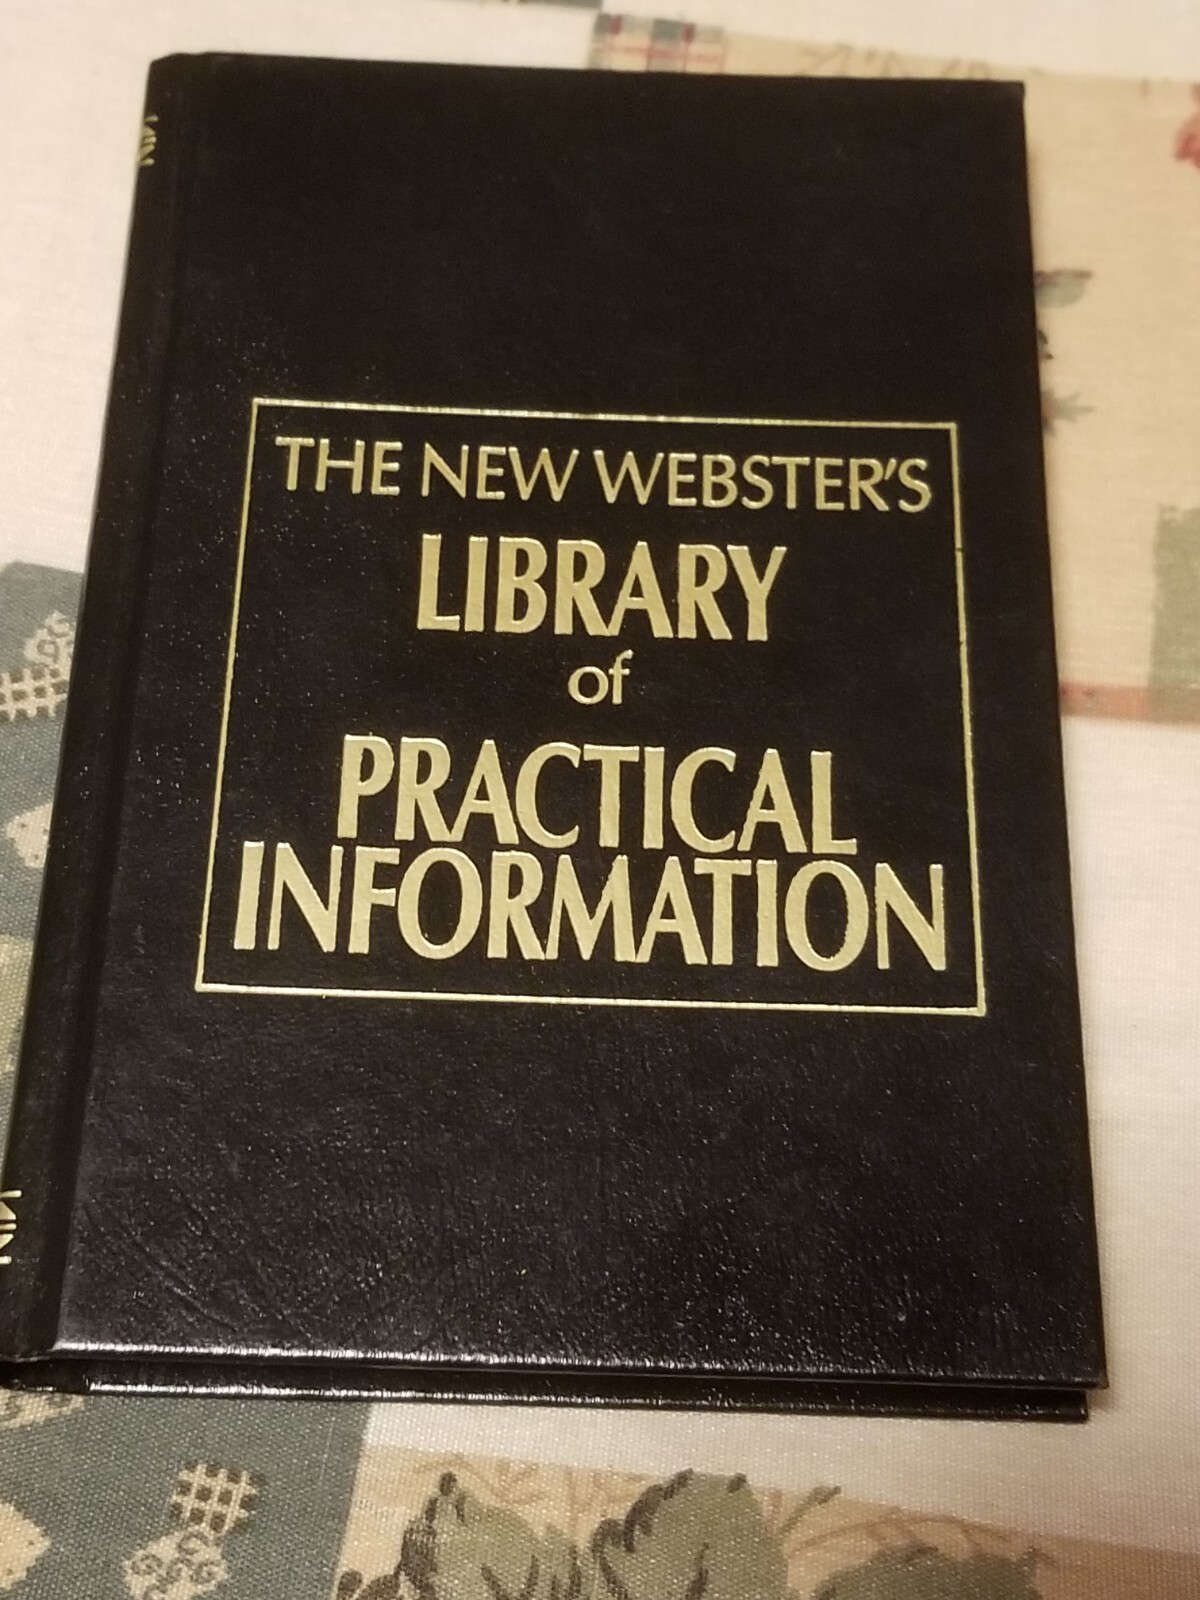 THE NEW WEBSTER'S
LIBRARY
of
PRACTICAL
INFORMATION